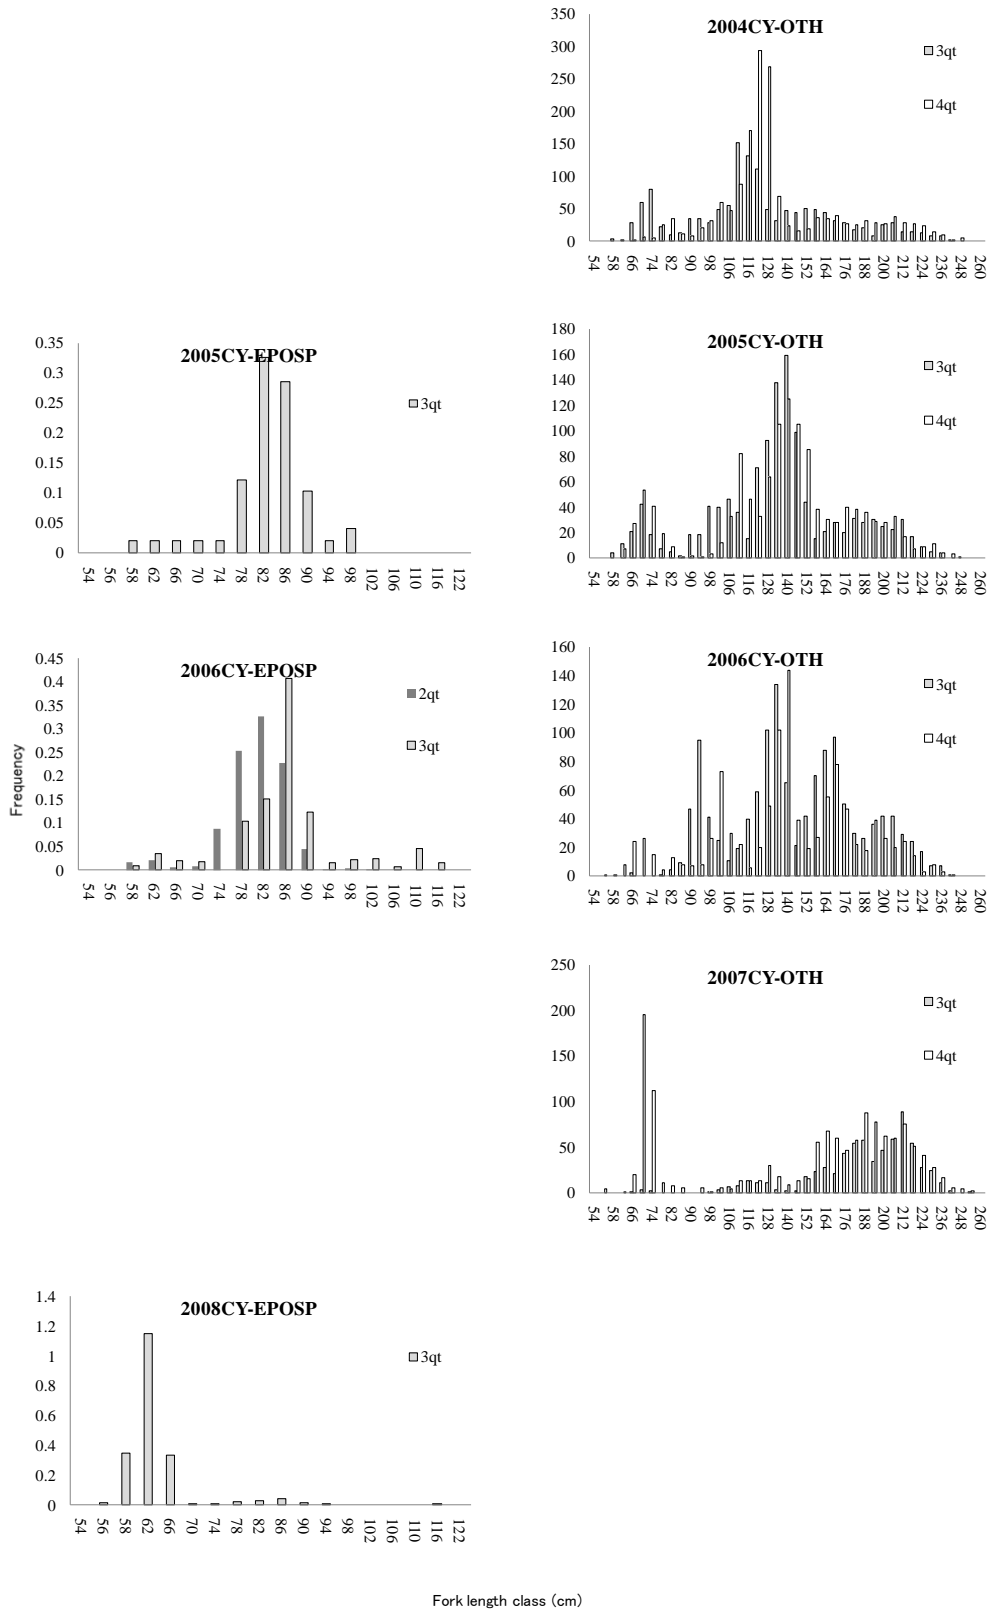 2004CY-OTH
350
300
250
200
150
100
50
0
3qt
4qt
54 58 66 74 82 90 98 106 116 128 140 152 164 176 188 200 212 224 236 248 260
2005CY-EPOSP
0.35
0.3
0.25
0.2
0.15
0.1
0.05
0
3qt
54 56 58 62 66 70 74 78 82 86 90 94 98 102 106 110 116 122
2005CY-OTH
180
160
140
120
100
80
60
40
20
0
3qt
4qt
54 58 66 74 82 90 98 106 116 128 140 152 164 176 188 200 212 224 236 248 260
Frequency
2006CY-EPOSP
0.45
0.4
0.35
0.3
0.25
0.2
0.15
0.1
0.05
0
2qt
3qt
54 56 58 62 66 70 74 78 82 86 90 94 98 102 106 110 116 122
2006CY-OTH
160
140
120
100
80
60
40
20
0
3qt
4qt
54 58 66 74 82 90 98 106 116 128 140 152 164 176 188 200 212 224 236 248 260
2007CY-OTH
250
200
150
100
50
0
3qt
4qt
54 58 66 74 82 90 98 106 116 128 140 152 164 176 188 200 212 224 236 248 260
2008CY-EPOSP
1.4
1.2
1
0.8
0.6
0.4
0.2
0
3qt
54 56 58 62 66 70 74 78 82 86 90 94 98 102 106 110 116 122
Fork length class (cm)